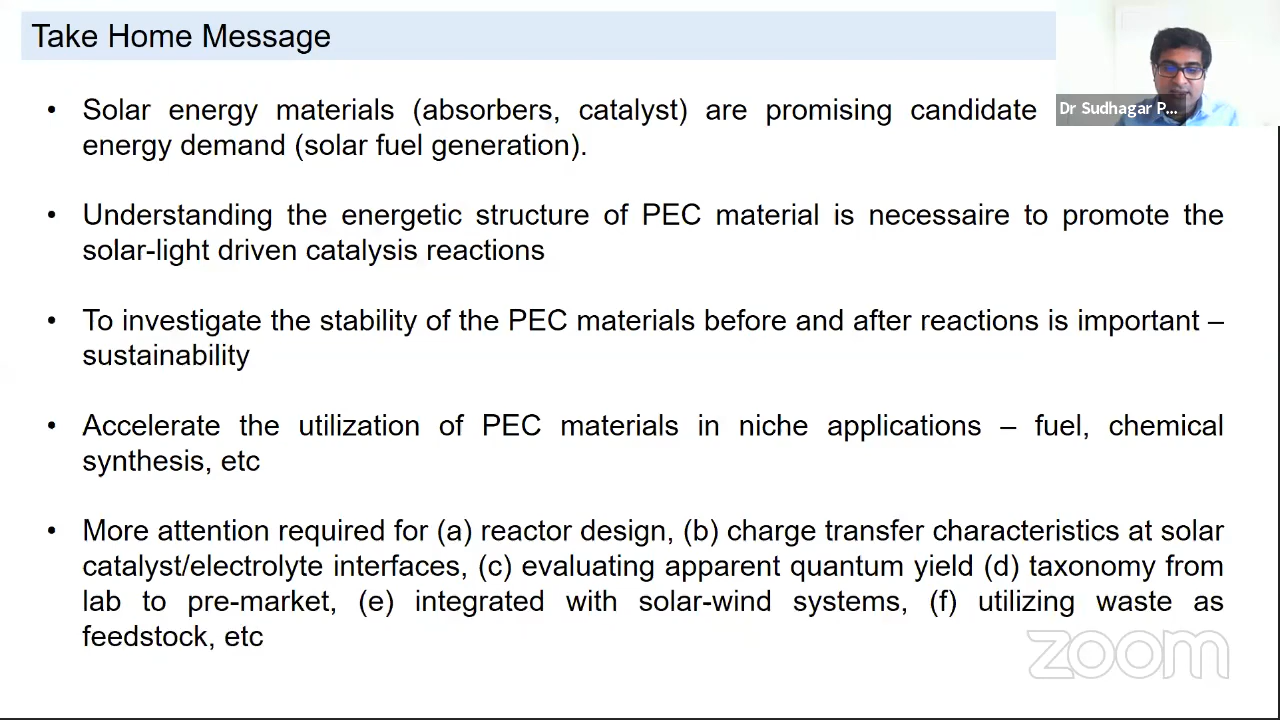 Take Home Message
Dr Sudhagar P...
• Solar energy materials (absorbers, catalyst) are promising candidate
energy demand (solar fuel generation).
• Understanding the energetic structure of PEC material is necessaire to promote the
solar-light driven catalysis reactions
• To investigate the stability of the PEC materials before and after reactions is important –
sustainability
• Accelerate the utilization of PEC materials in niche applications – fuel, chemical
synthesis, etc
• More attention required for (a) reactor design, (b) charge transfer characteristics at solar
catalyst/electrolyte interfaces, (c) evaluating apparent quantum yield (d) taxonomy from
lab to pre-market, (e) integrated with solar-wind systems, (f) utilizing waste as
feedstock, etc
zoom